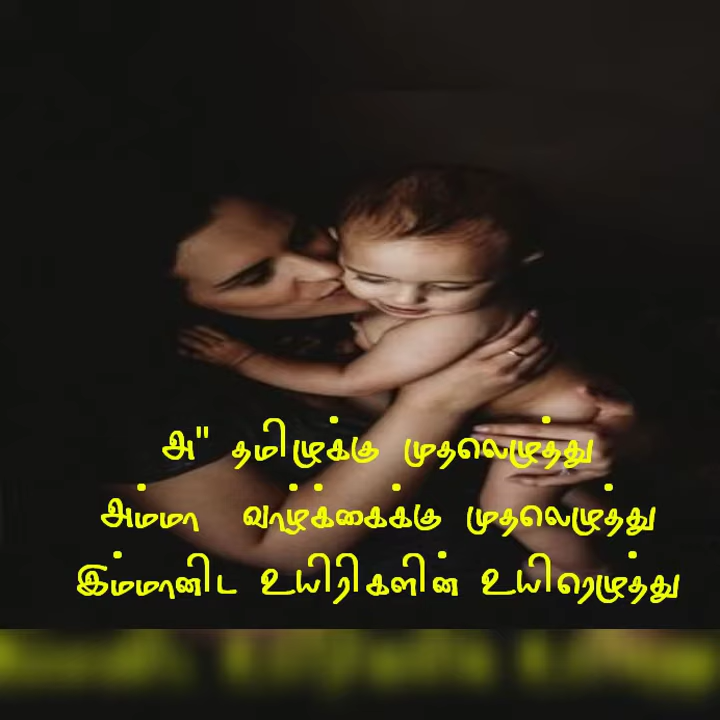 அ" தமிழுக்கு முதலெழுத்து
அம்மா வாழ்க்கைக்கு முதலெழுத்து
இம்மானிட உயிரிகளின் உயிரெழுத்து